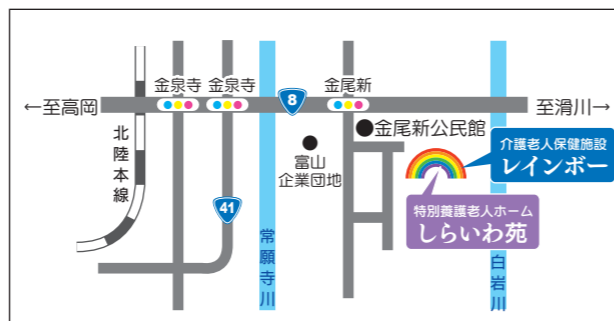 金泉寺
金泉寺
金尾新
←至高岡
8
至滑川→
北陸本線
富山
企業団地
金尾新公民館
介護老人保健施設
レインボー
特別養護老人ホーム
しらいわ苑
41
常願寺川
白岩川